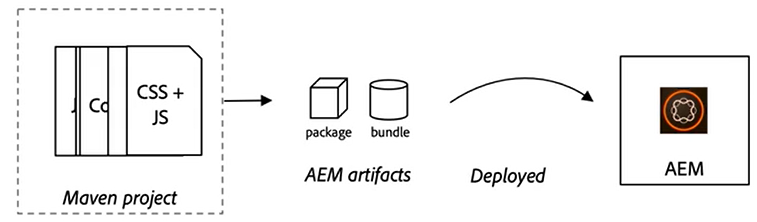 CSS +
JS
Maven project
package
bundle
AEM artifacts
Deployed
AEM